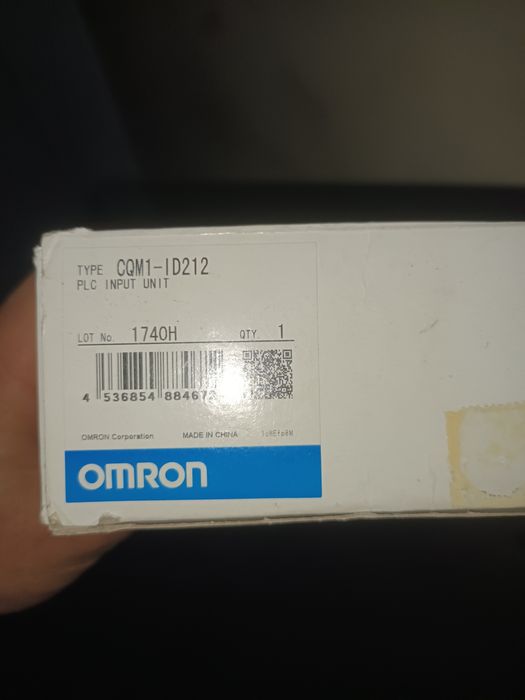 TYPE CQM1-ID212
PLC INPUT UNIT
LOT No. 1740H QTY. 1
4 536854 88467
OMRON Corporation MADE IN CHINA
OMRON